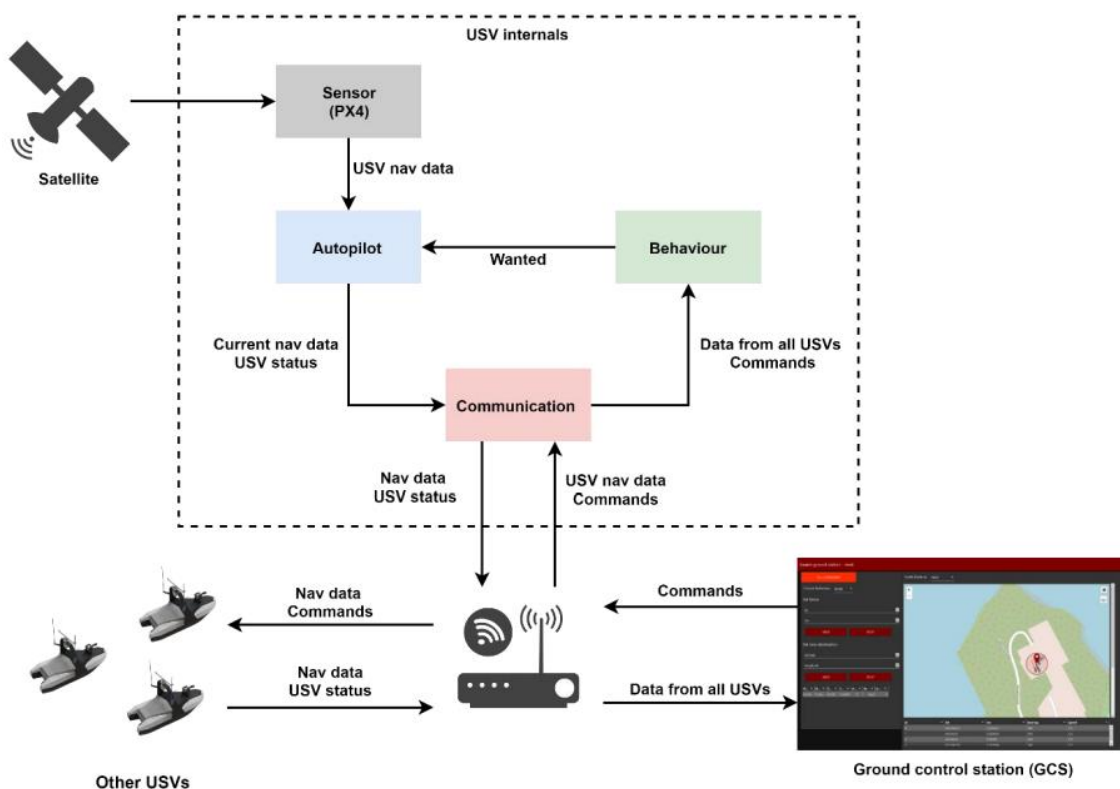 USV internals
Sensor
(PX4)
Satellite
USV nav data
Autopilot
Behaviour
Wanted
Current nav data
USV status
Data from all USVs
Commands
Communication
Nav data
USV status
USV nav data
Commands
Nav data
Commands
Commands
Nav data
USV status
Data from all USVs
Other USVs
Ground control station (GCS)